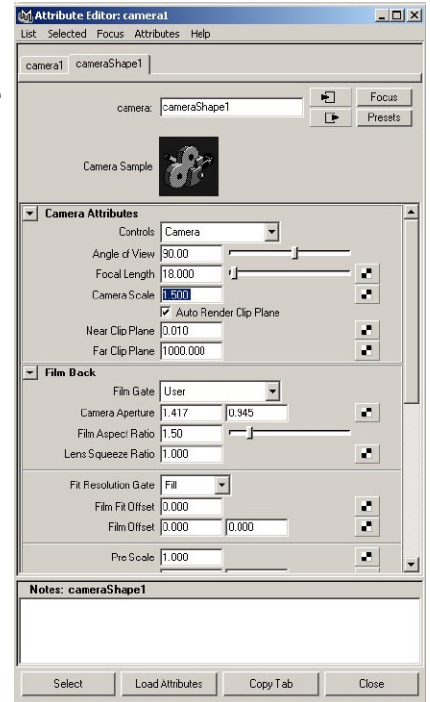 Attribute Editor: camera1
List Selected Focus Attributes Help
camera1 cameraShape1
camera: cameraShape1
Focus
Presets
Camera Sample
Camera Attributes
Controls Camera
Angle of View 90.00
Focal Length 18.000
Camera Scale 1.500
Auto Render Clip Plane
Near Clip Plane 0.010
Far Clip Plane 1000.000
Film Back
Film Gate User
Camera Aperture 1.417 0.945
Film Aspect Ratio 1.50
Lens Squeeze Ratio 1.000
Fit Resolution Gate Fill
Film Fit Offset 0.000
Film Offset 0.000 0.000
Pre Scale 1.000
Notes: cameraShape1
Select Load Attributes Copy Tab Close